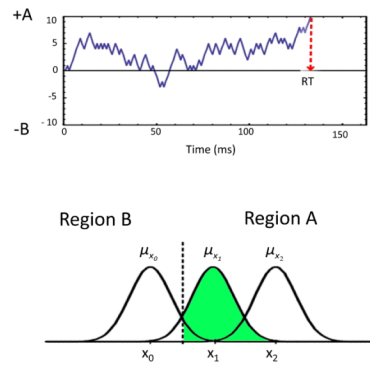 +A
10
5
0
-5
-10
-B
0
50
100
150
RT
Time (ms)
Region B
Region A
μx₀
μx₁
μx₂
x₀
x₁
x₂